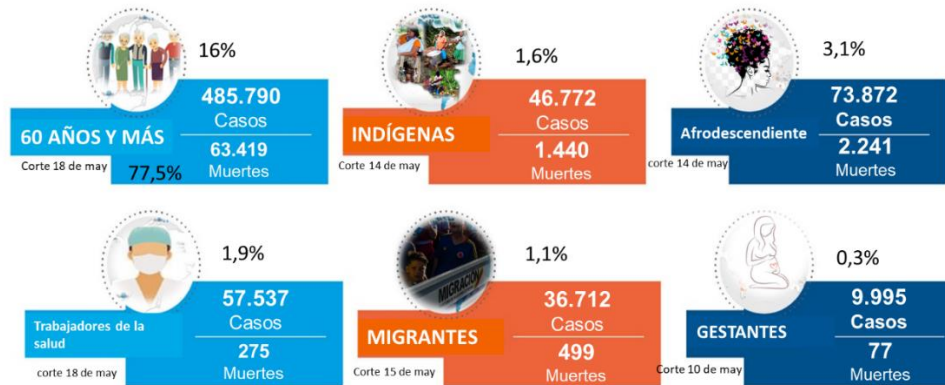 16%
485.790
Casos
60 AÑOS Y MÁS
63.419
Muertes
Corte 18 de may
77,5%
1,6%
46.772
Casos
INDÍGENAS
1.440
Muertes
Corte 14 de may
3,1%
73.872
Casos
Afrodescendiente
2.241
Muertes
corte 14 de may
1,9%
57.537
Casos
Trabajadores de la
salud
275
Muertes
corte 18 de may
MIGRACIÓN
1,1%
36.712
Casos
MIGRANTES
499
Muertes
Corte 15 de may
0,3%
9.995
Casos
GESTANTES
77
Muertes
Corte 10 de may